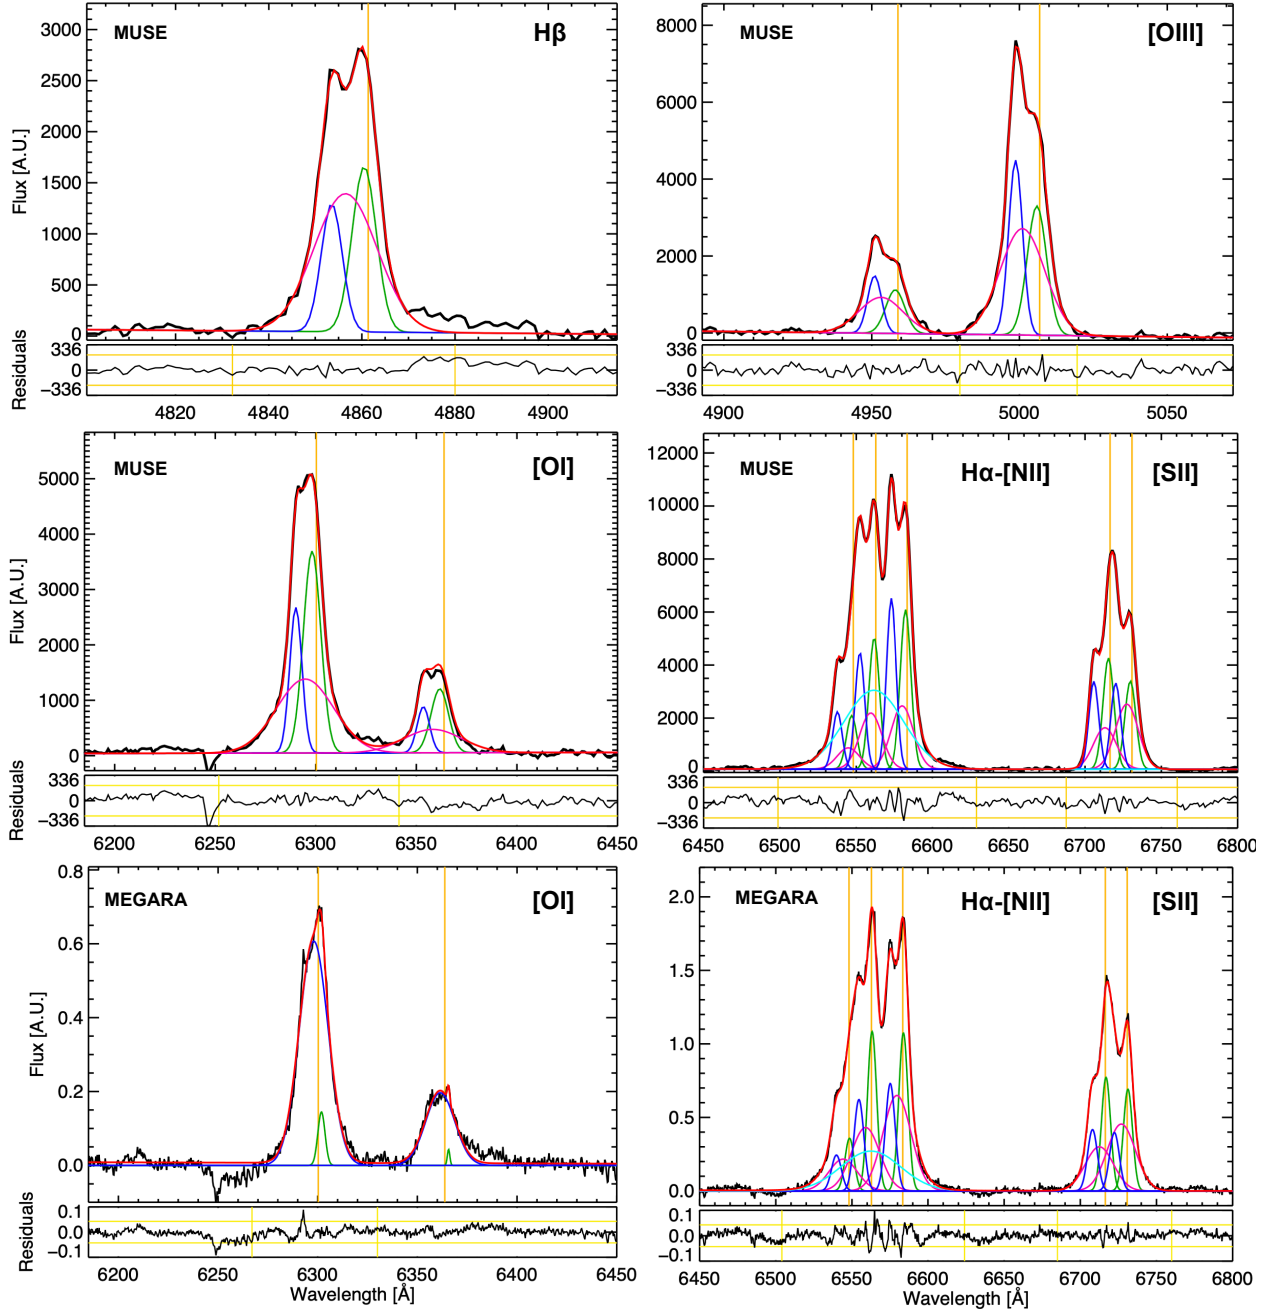 MUSE
Hβ
Flux [A.U.]
3000
2500
2000
1500
1000
500
0
Residuals
336
0
−336
4820 4840 4860 4880 4900
MUSE
[OIII]
8000
6000
4000
2000
0
336
0
−336
4900 4950 5000 5050
MUSE
[OI]
Flux [A.U.]
5000
4000
3000
2000
1000
0
Residuals
336
0
−336
6200 6250 6300 6350 6400 6450
MUSE
Hα-[NII]
[SII]
12000
10000
8000
6000
4000
2000
0
336
0
−336
6450 6500 6550 6600 6650 6700 6750 6800
MEGARA
[OI]
Flux [A.U.]
0.8
0.6
0.4
0.2
0.0
Residuals
0.1
0.0
−0.1
6200 6250 6300 6350 6400 6450
Wavelength [Å]
MEGARA
Hα-[NII]
[SII]
2.0
1.5
1.0
0.5
0.0
0.1
0.0
−0.1
6450 6500 6550 6600 6650 6700 6750 6800
Wavelength [Å]